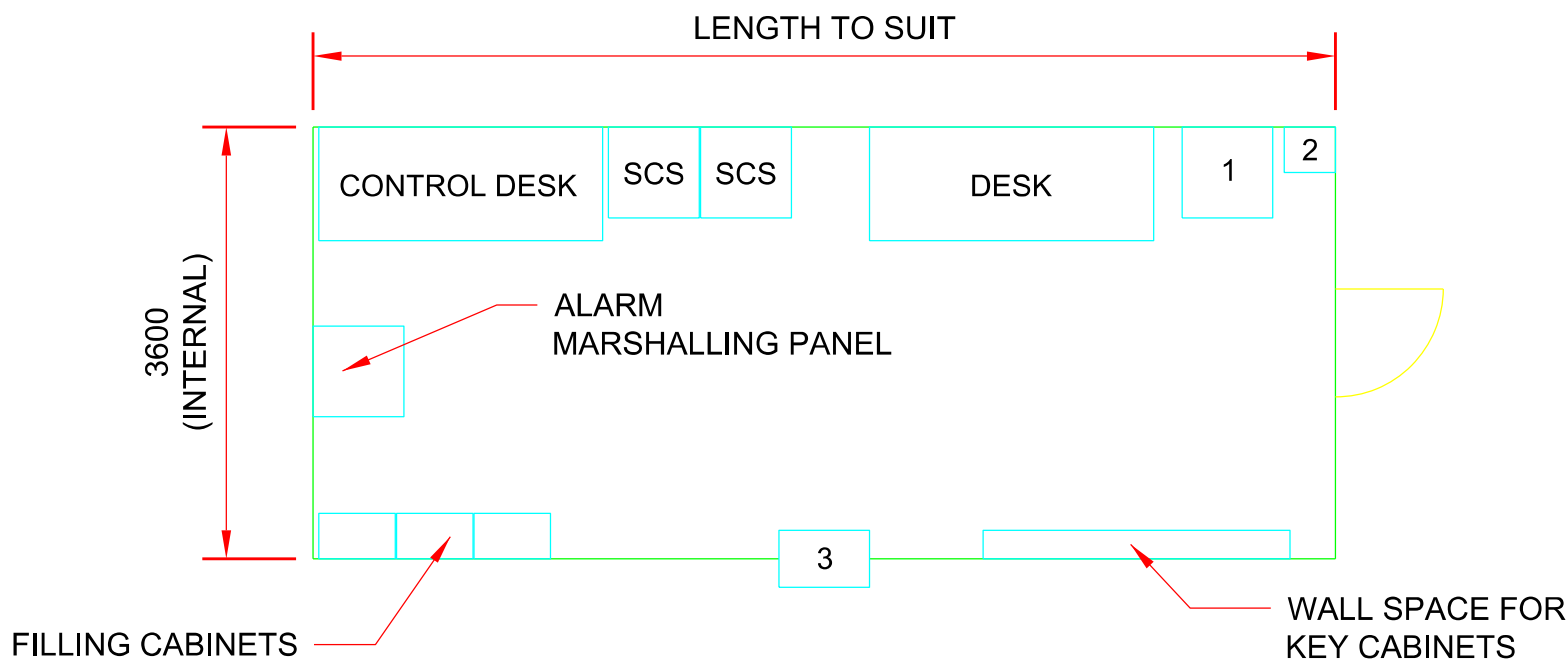 LENGTH TO SUIT
CONTROL DESK
SCS
SCS
DESK
1
2
3600
(INTERNAL)
ALARM
MARSHALLING PANEL
3
FILLING CABINETS
WALL SPACE FOR
KEY CABINETS